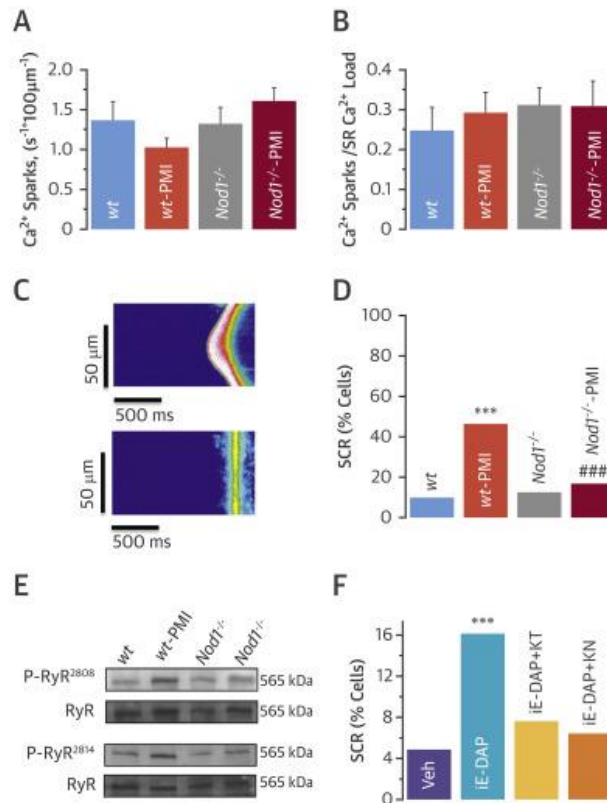 A
Ca²⁺ Sparks, (s⁻¹*100µm⁻¹)
2.0
1.5
1.0
0.5
0
wt
wt-PMI
Nod1⁻/⁻
Nod1⁻/⁻-PMI
B
Ca²⁺ Sparks /SR Ca²⁺ Load
0.4
0.3
0.2
0.1
0
wt
wt-PMI
Nod1⁻/⁻
Nod1⁻/⁻-PMI
C
50 µm
500 ms
50 µm
500 ms
D
SCR (% Cells)
100
80
60
40
20
0
wt
***
wt-PMI
Nod1⁻/⁻
Nod1⁻/⁻-PMI
###
E
wt
wt-PMI
Nod1⁻/⁻
Nod1⁻/⁻
P-RyR²⁸⁰⁸
565 kDa
RyR
565 kDa
P-RyR²⁸¹⁴
565 kDa
RyR
565 kDa
F
SCR (% Cells)
16
12
8
4
0
Veh
***
iE-DAP
iE-DAP+KT
iE-DAP+KN